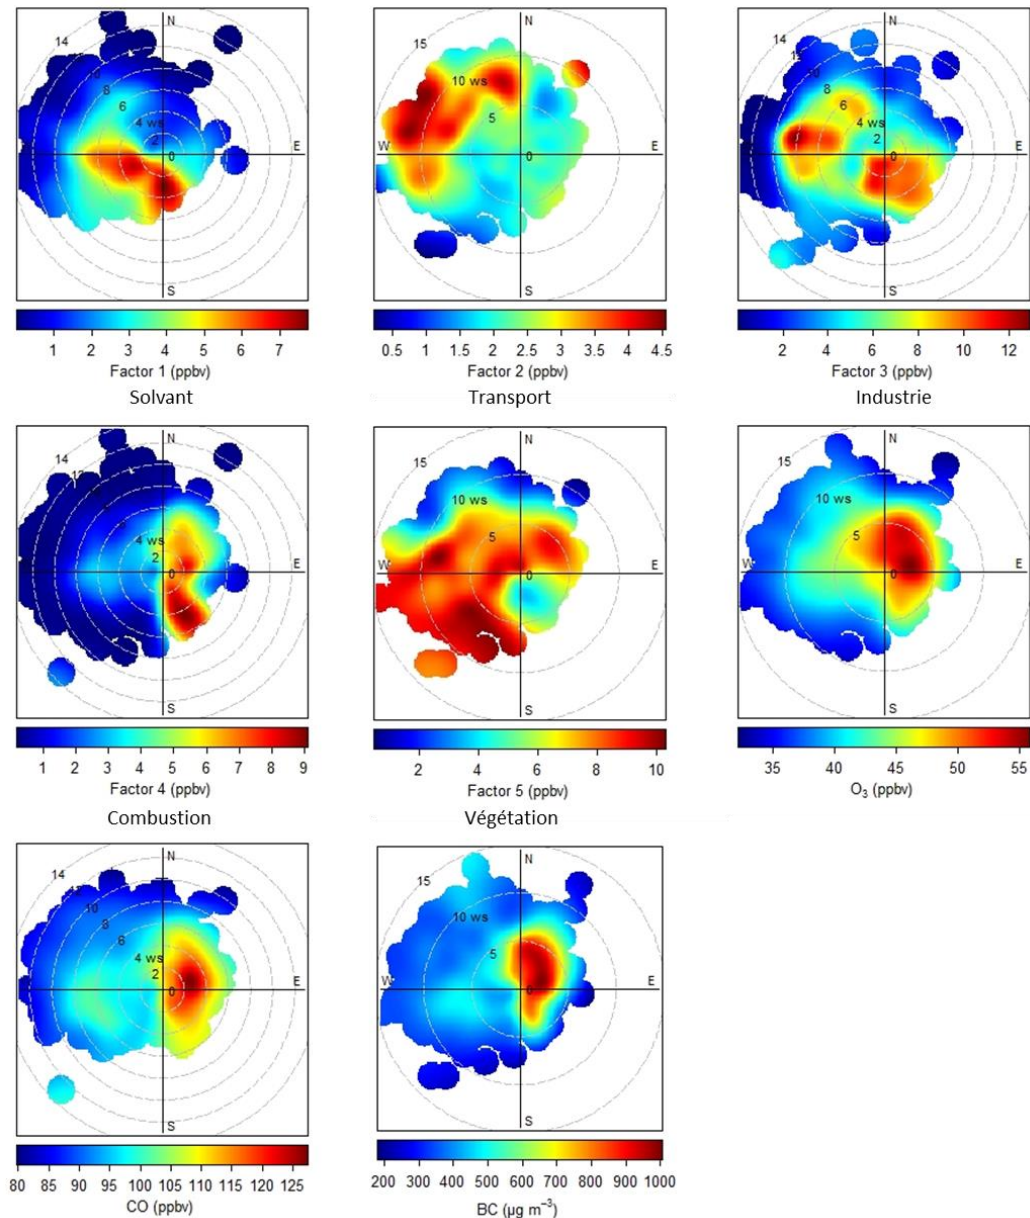 N
14
10
8
6
4 ws
2
0
E
S
1 2 3 4 5 6 7
Factor 1 (ppbv)
Solvant
N
15
10 ws
5
W
0
E
S
0.5 1 1.5 2 2.5 3 3.5 4 4.5
Factor 2 (ppbv)
Transport
N
14
12
10
8
6
4 ws
2
0
E
S
2 4 6 8 10 12
Factor 3 (ppbv)
Industrie
N
14
12
4 ws
2
0
E
S
1 2 3 4 5 6 7 8 9
Factor 4 (ppbv)
Combustion
N
15
10 ws
5
W
0
E
S
2 4 6 8 10
Factor 5 (ppbv)
Végétation
N
15
10 ws
5
W
0
E
S
35 40 45 50 55
O₃ (ppbv)
N
14
12
10
8
6
4 ws
2
0
E
S
80 85 90 95 100 105 110 115 120 125
CO (ppbv)
N
15
10 ws
5
W
0
E
S
200 300 400 500 600 700 800 900 1000
BC (µg m⁻³)